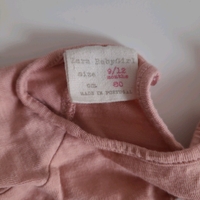 Zara BabyGirl
Size 9/12
months
cm 80
MADE IN PORTUGAL